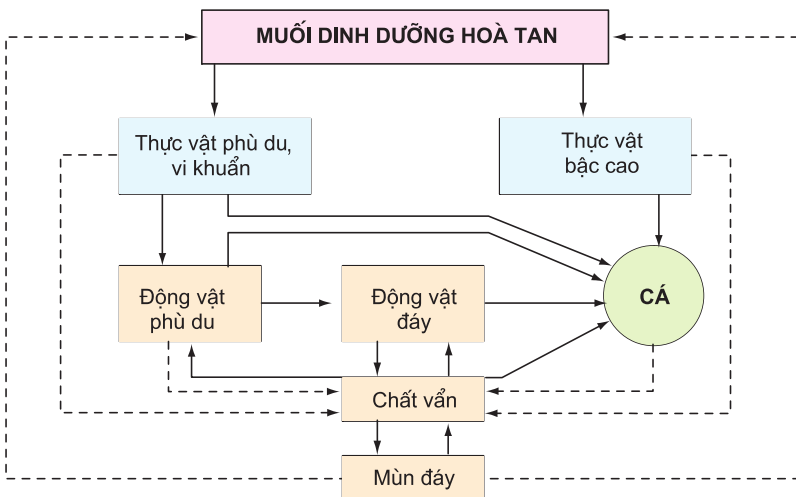 MUỐI DINH DƯỠNG HOÀ TAN
Thực vật phù du,
vi khuẩn
Thực vật
bậc cao
Động vật
phù du
Động vật
đáy
CÁ
Chất vẩn
Mùn đáy